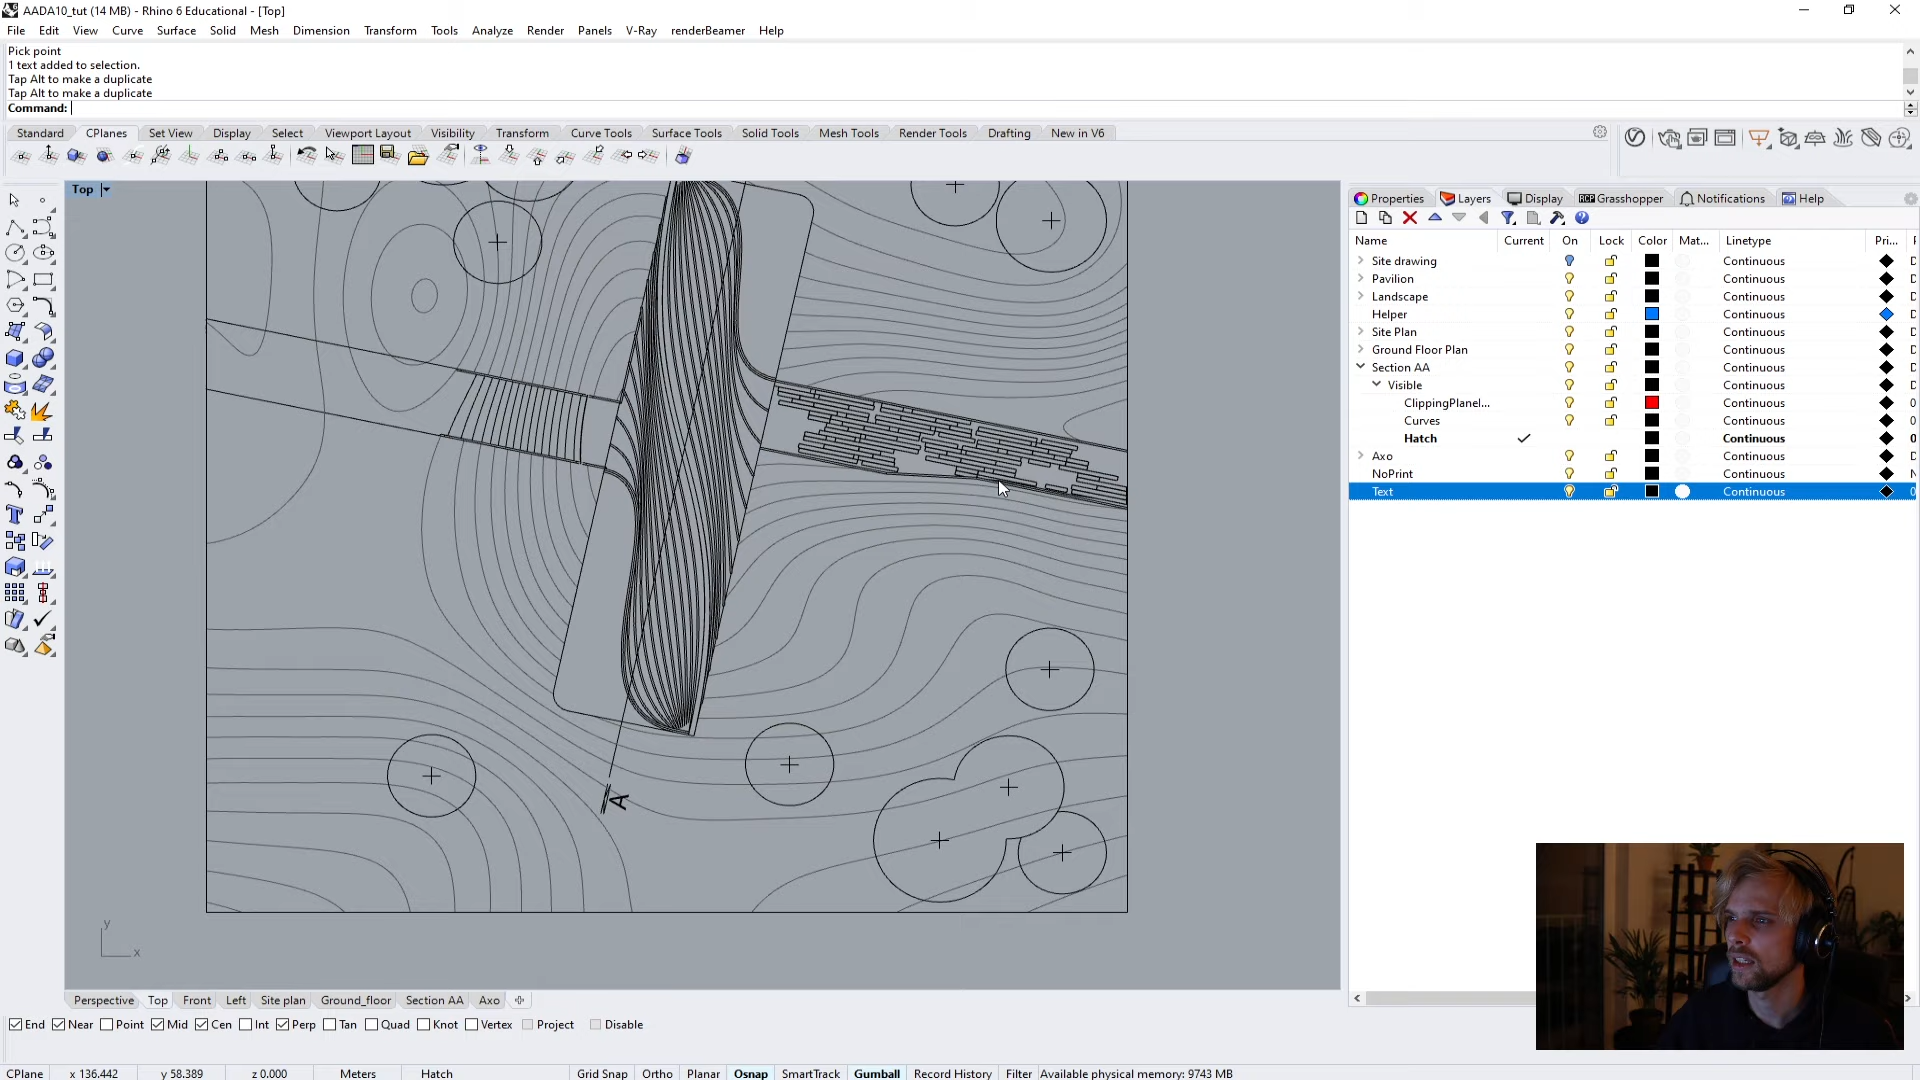 AADA10_tut (14 MB) - Rhino 6 Educational - [Top]
File Edit View Curve Surface Solid Mesh Dimension Transform Tools Analyze Render Panels V-Ray renderBeamer Help
Pick point
1 text added to selection.
Tap Alt to make a duplicate
Tap Alt to make a duplicate
Command:
Standard CPlanes Set View Display Select Viewport Layout Visibility Transform Curve Tools Surface Tools Solid Tools Mesh Tools Render Tools Drafting New in V6
Top
Properties Layers Display Grasshopper Notifications Help
Name Current On Lock Color Mat... Linetype Pri...
Site drawing Continuous
Pavilion Continuous
Landscape Continuous
Helper Continuous
Site Plan Continuous
Ground Floor Plan Continuous
Section AA Continuous
Visible Continuous
ClippingPlaneI... Continuous
Curves Continuous
Hatch Continuous
Axo Continuous
NoPrint Continuous
Text Continuous
A
y
x
Perspective Top Front Left Site plan Ground_floor Section AA Axo
End Near Point Mid Cen Int Perp Tan Quad Knot Vertex Project Disable
CPlane x 136.442 y 58.389 z 0.000 Meters Hatch Grid Snap Ortho Planar Osnap SmartTrack Gumball Record History Filter Available physical memory: 9743 MB